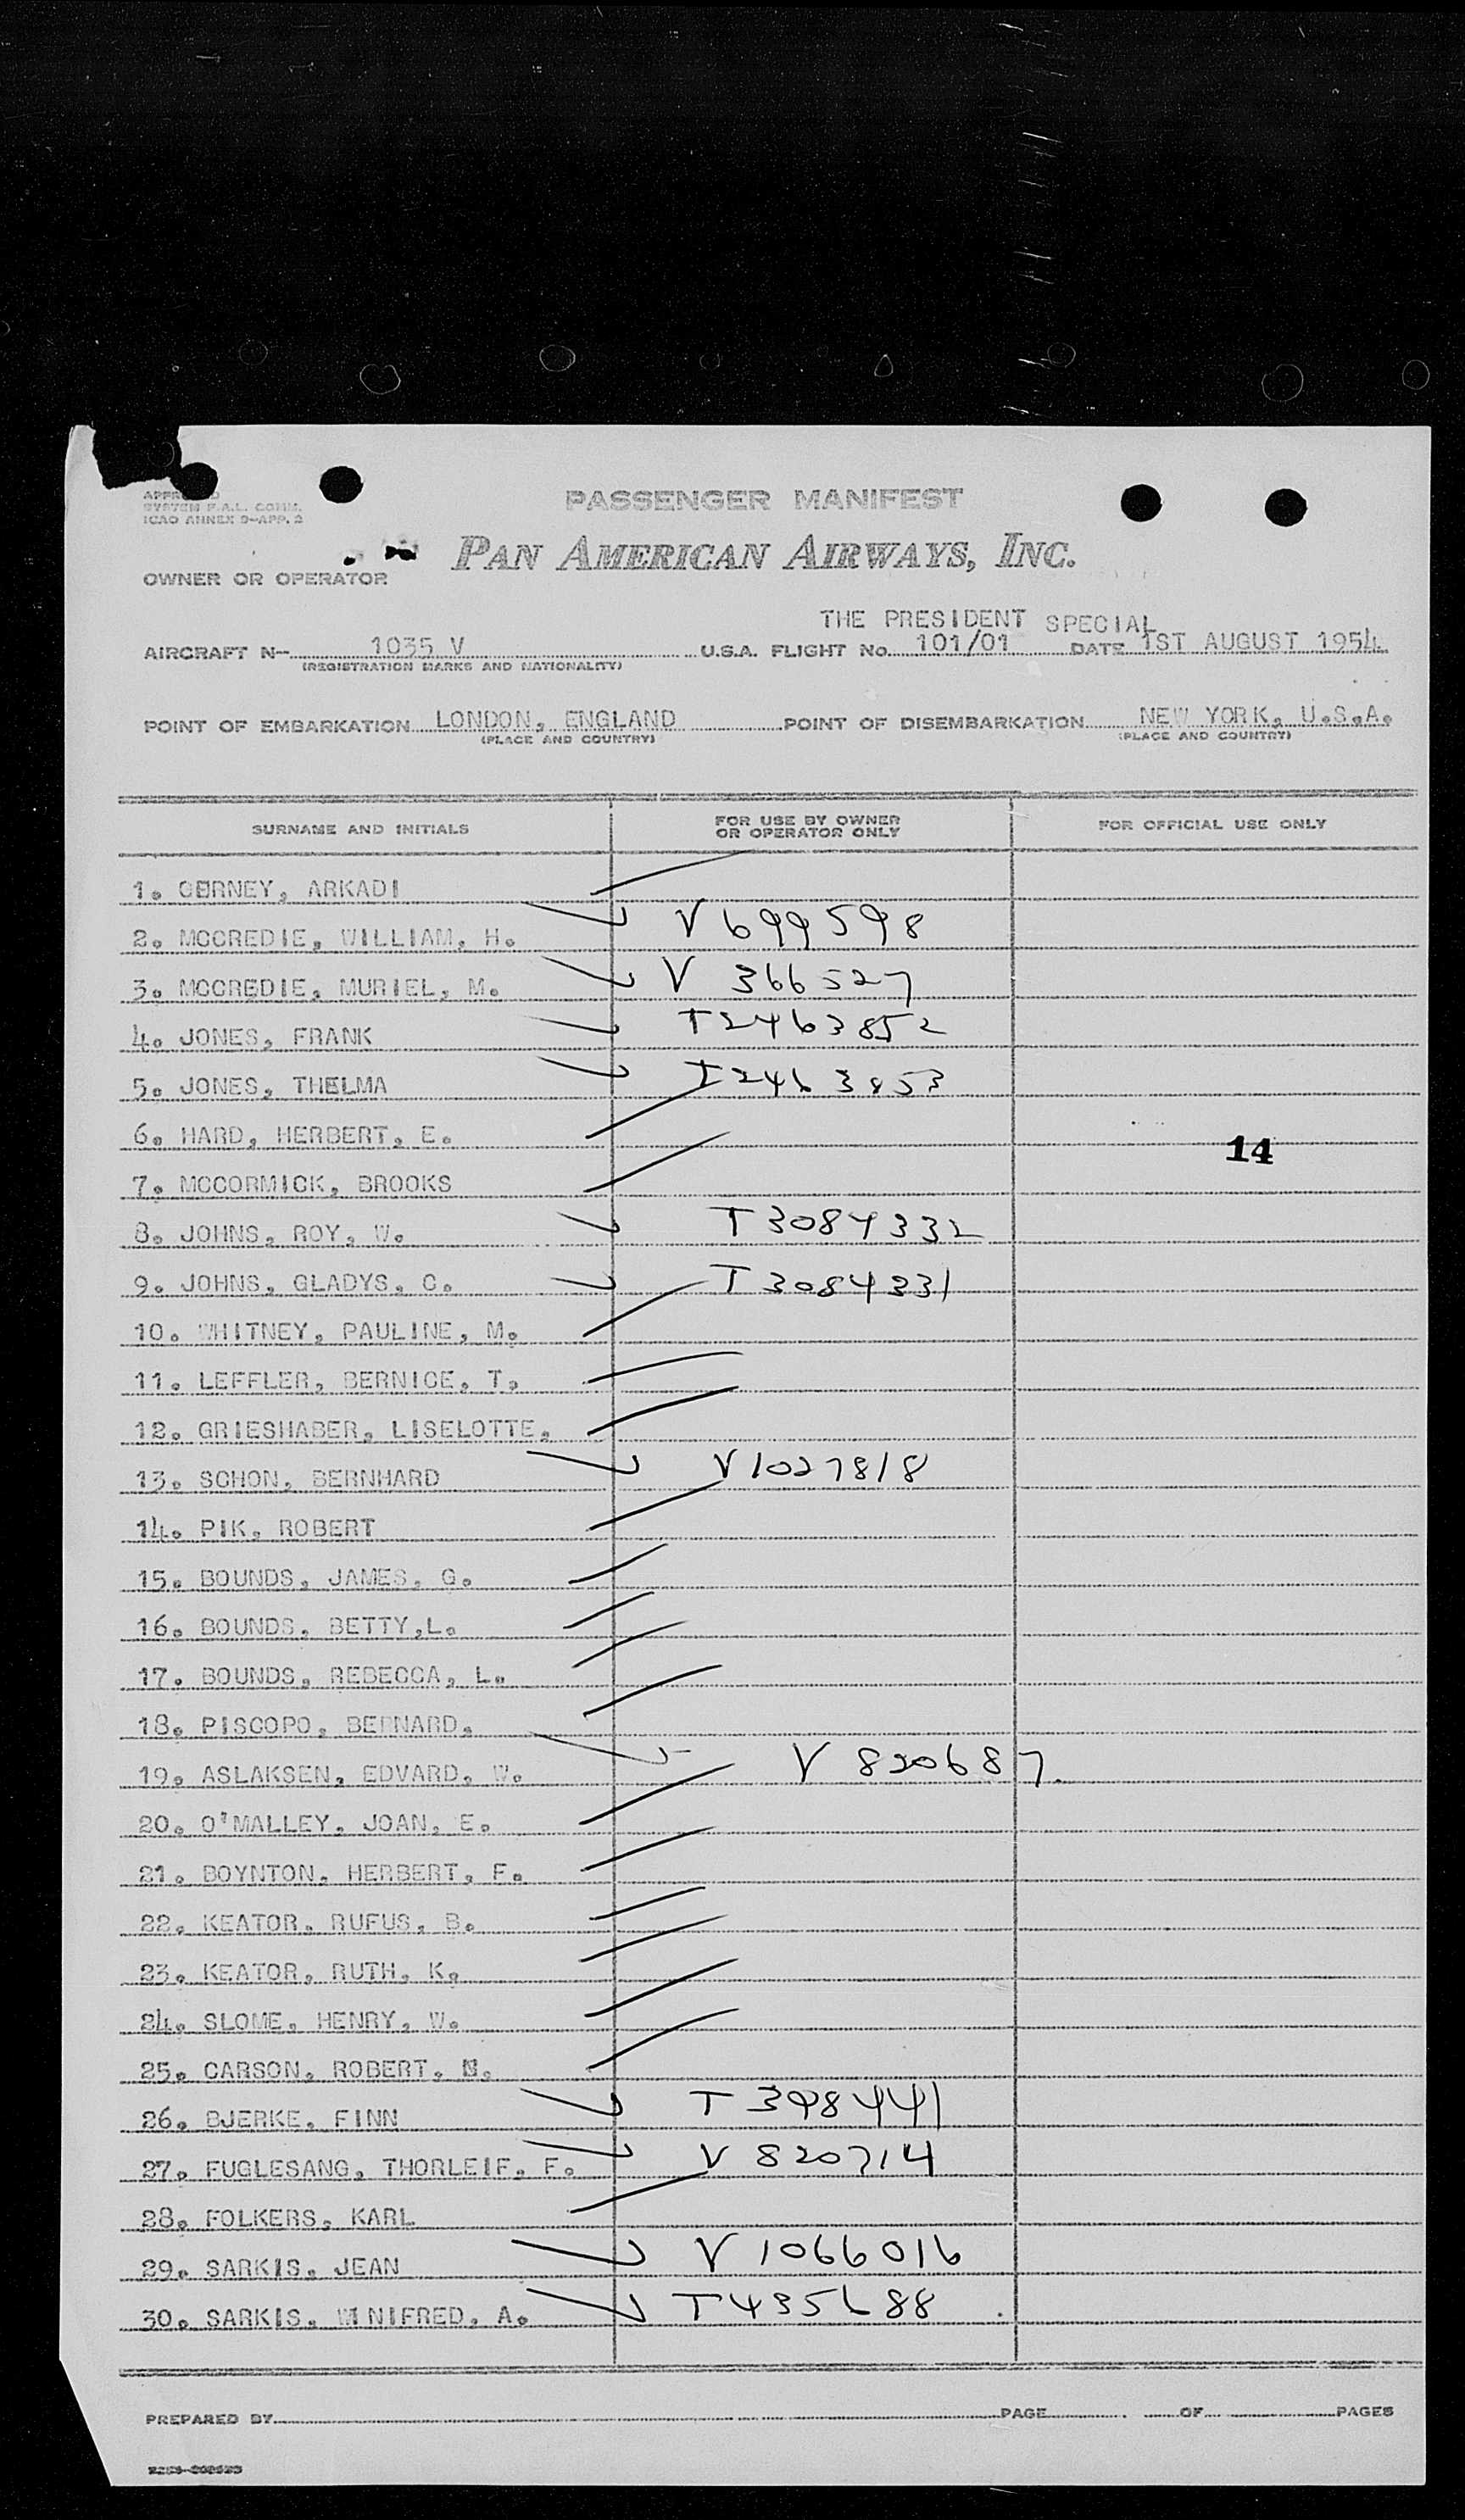 APPROVED
SYSTEM F.A.L. COMM.
ICAO ANNEX 9-APP. 2
PASSENGER MANIFEST
PAN AMERICAN AIRWAYS, INC.
OWNER OR OPERATOR
THE PRESIDENT SPECIAL
AIRCRAFT N- 1035 V U.S.A. FLIGHT No. 101/01 DATE 1ST AUGUST 1954
(REGISTRATION MARKS AND NATIONALITY)
POINT OF EMBARKATION LONDON, ENGLAND POINT OF DISEMBARKATION NEW YORK, U.S.A.
(PLACE AND COUNTRY) (PLACE AND COUNTRY)
SURNAME AND INITIALS FOR USE BY OWNER OR OPERATOR ONLY FOR OFFICIAL USE ONLY
1. GERNEY, ARKADI
2. MCCREDIE, WILLIAM, H. V 699598
3. MCCREDIE, MURIEL, M. V 366527
4. JONES, FRANK T2463852
5. JONES, THELMA T2463853
6. HARD, HERBERT, E.
14
7. MCCORMICK, BROOKS
8. JOHNS, ROY, W. T3084332
9. JOHNS, GLADYS, C. T3084331
10. WHITNEY, PAULINE, M.
11. LEFFLER, BERNICE, T.
12. GRIESHABER, LISELOTTE.
13. SCHON, BERNHARD V1027818
14. PIK, ROBERT
15. BOUNDS, JAMES, G.
16. BOUNDS, BETTY,L.
17. BOUNDS, REBECCA, L.
18. PISCOPO, BERNARD.
19. ASLAKSEN, EDVARD, W. V 820687
20. O'MALLEY, JOAN, E.
21. BOYNTON, HERBERT, F.
22. KEATOR, RUFUS, B.
23. KEATOR, RUTH, K.
24. SLOME, HENRY, W.
25. CARSON, ROBERT, N.
26. BJERKE, FINN T 398441
27. FUGLESANG, THORLEIF, F. V 820714
28. FOLKERS, KARL
29. SARKIS, JEAN V 1066016
30. SARKIS, WINIFRED, A. T435688
PREPARED BY PAGE OF PAGES